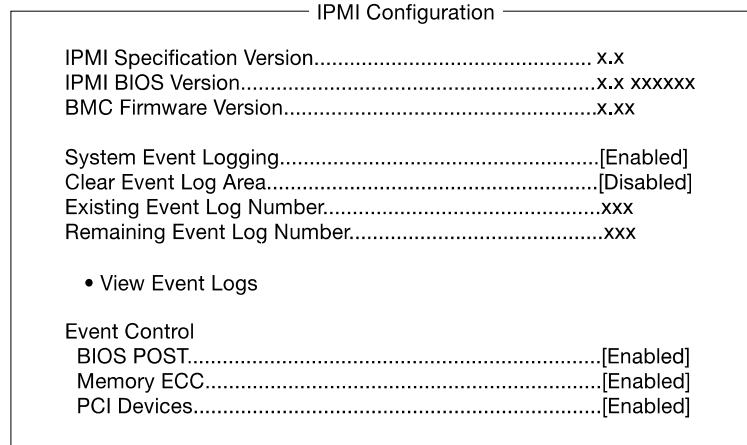 IPMI Configuration
IPMI Specification Version................................................ x.x
IPMI BIOS Version..............................................................x.x xxxxxx
BMC Firmware Version......................................................x.xx
System Event Logging.......................................................[Enabled]
Clear Event Log Area.........................................................[Disabled]
Existing Event Log Number................................................xxx
Remaining Event Log Number............................................xxx
• View Event Logs
Event Control
BIOS POST.......................................................................[Enabled]
Memory ECC....................................................................[Enabled]
PCI Devices......................................................................[Enabled]